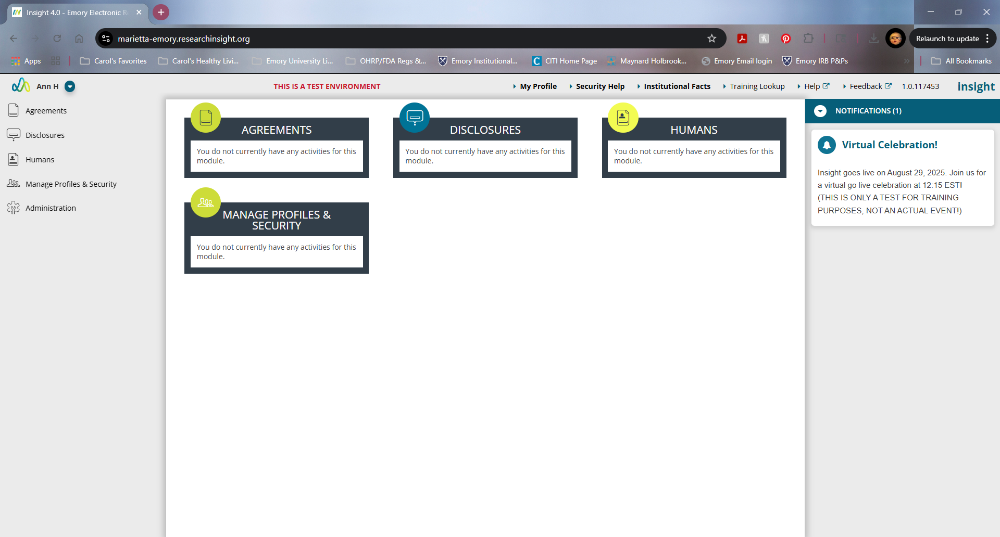 Insight 4.0 - Emory Electronic R
marietta-emory.researchinsight.org
Relaunch to update
Apps
Carol's Favorites
Carol's Healthy Livi...
Emory University Li...
OHRP/FDA Regs &...
Emory Institutional...
CITI Home Page
Maynard Holbrook...
Emory Email login
Emory IRB P&Ps
All Bookmarks
Ann H
THIS IS A TEST ENVIRONMENT
My Profile
Security Help
Institutional Facts
Training Lookup
Help
Feedback
1.0.117453
insight
Agreements
Disclosures
Humans
Manage Profiles & Security
Administration
AGREEMENTS
You do not currently have any activities for this
module.
DISCLOSURES
You do not currently have any activities for this
module.
HUMANS
You do not currently have any activities for this
module.
MANAGE PROFILES &
SECURITY
You do not currently have any activities for this
module.
NOTIFICATIONS (1)
Virtual Celebration!
Insight goes live on August 29, 2025. Join us for
a virtual go live celebration at 12:15 EST!
(THIS IS ONLY A TEST FOR TRAINING
PURPOSES, NOT AN ACTUAL EVENT!)